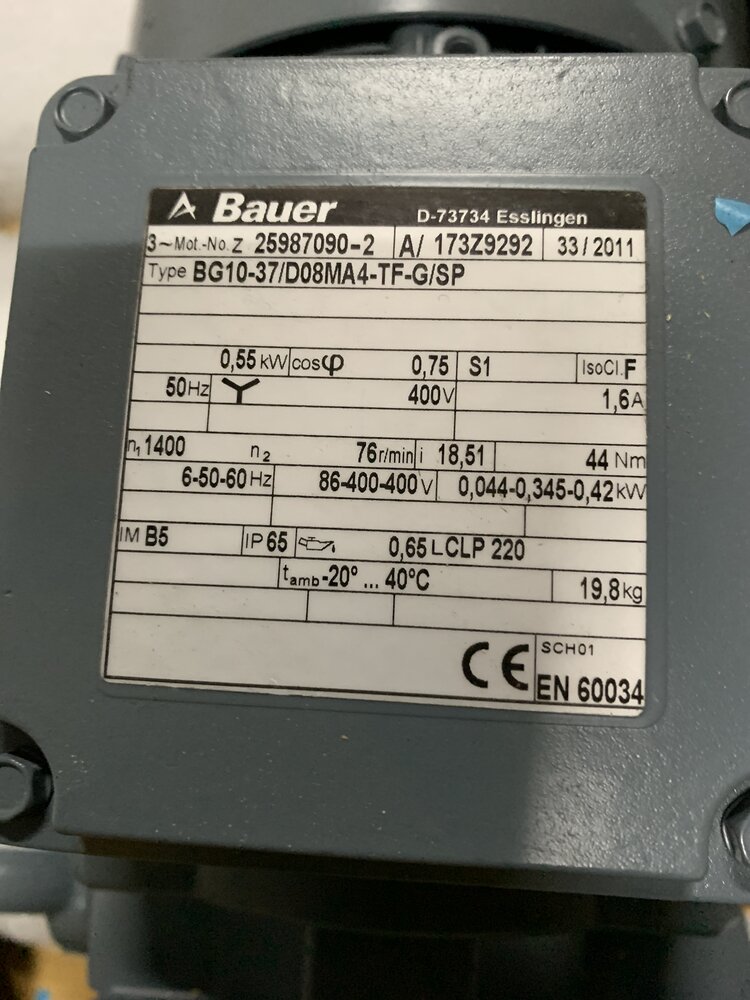 Bauer D-73734 Esslingen
3~Mot.-No. Z 25987090-2 A/ 173Z9292 33/2011
Type BG10-37/D08MA4-TF-G/SP
0,55 kW cosφ 0,75 S1 IsoCl.F
50Hz 400V 1,6A
n1 1400 n2 76 r/min i 18,51 44 Nm
6-50-60 Hz 86-400-400 V 0,044-0,345-0,42 kW
IM B5 IP 65 0,65 L CLP 220
tamb -20° ... 40°C 19,8 kg
CE SCH01
EN 60034